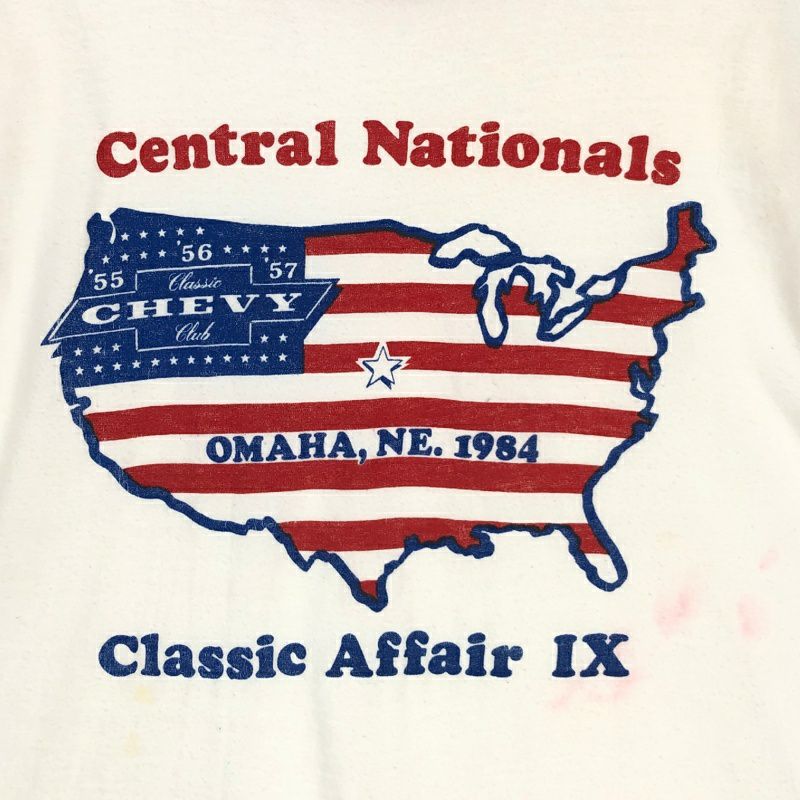 Central Nationals
'55 '56 '57
Classic
CHEVY
Club
OMAHA, NE. 1984
Classic Affair IX